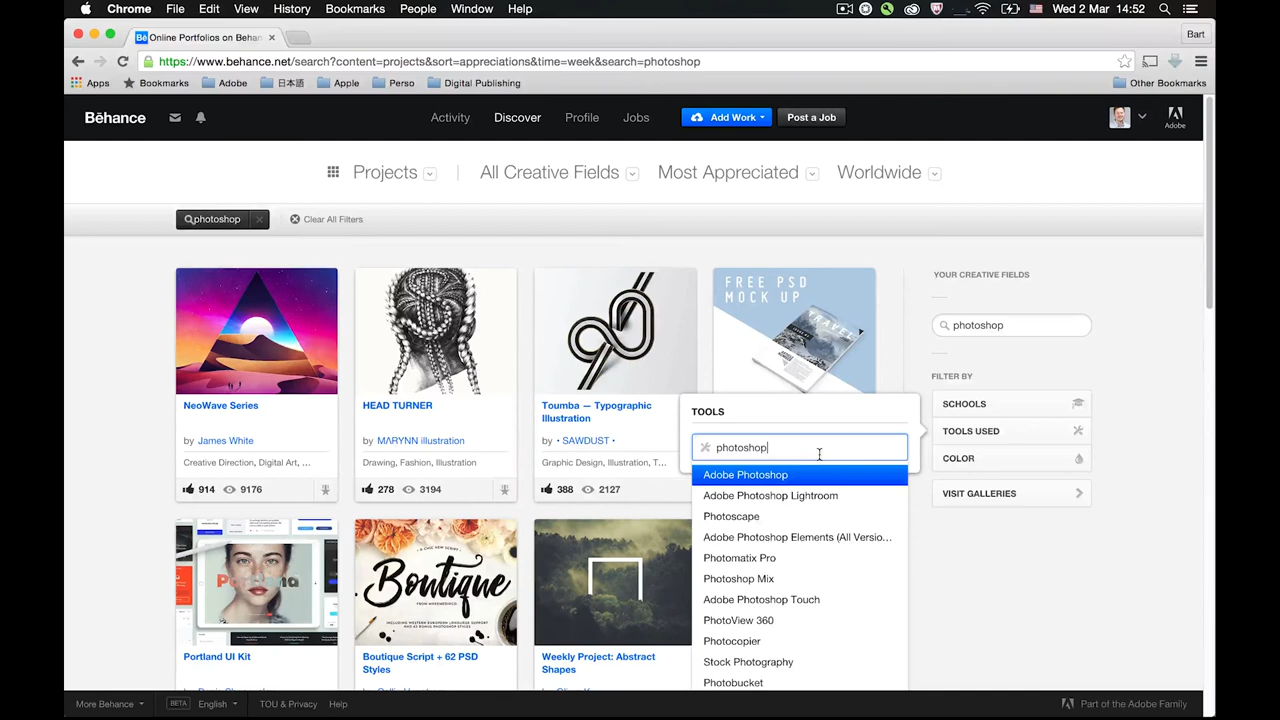 Chrome File Edit View History Bookmarks People Window Help Wed 2 Mar 14:52
Bē Online Portfolios on Behan Bart
https://www.behance.net/search?content=projects&sort=appreciations&time=week&search=photoshop
Apps Bookmarks Adobe 日本語 Apple Perso Digital Publishing Other Bookmarks
Bēhance Activity Discover Profile Jobs Add Work Post a Job Adobe
Projects All Creative Fields Most Appreciated Worldwide
photoshop Clear All Filters
FREE PSD
MOCK UP
TRAVEL
NeoWave Series
by James White
Creative Direction, Digital Art, ...
914 9176
HEAD TURNER
by MΛRYNN illustration
Drawing, Fashion, Illustration
278 3194
Toumba — Typographic
Illustration
by • SAWDUST •
Graphic Design, Illustration, T...
388 2127
TOOLS
photoshop
Adobe Photoshop
Adobe Photoshop Lightroom
Photoscape
Adobe Photoshop Elements (All Versio...
Photomatix Pro
Photoshop Mix
Adobe Photoshop Touch
PhotoView 360
Photocopier
Stock Photography
Photobucket
YOUR CREATIVE FIELDS
photoshop
FILTER BY
SCHOOLS
TOOLS USED
COLOR
VISIT GALLERIES
Portland
Portland UI Kit
Boutique
Boutique Script + 62 PSD
Styles
Weekly Project: Abstract
Shapes
More Behance BETA English TOU & Privacy Help Part of the Adobe Family